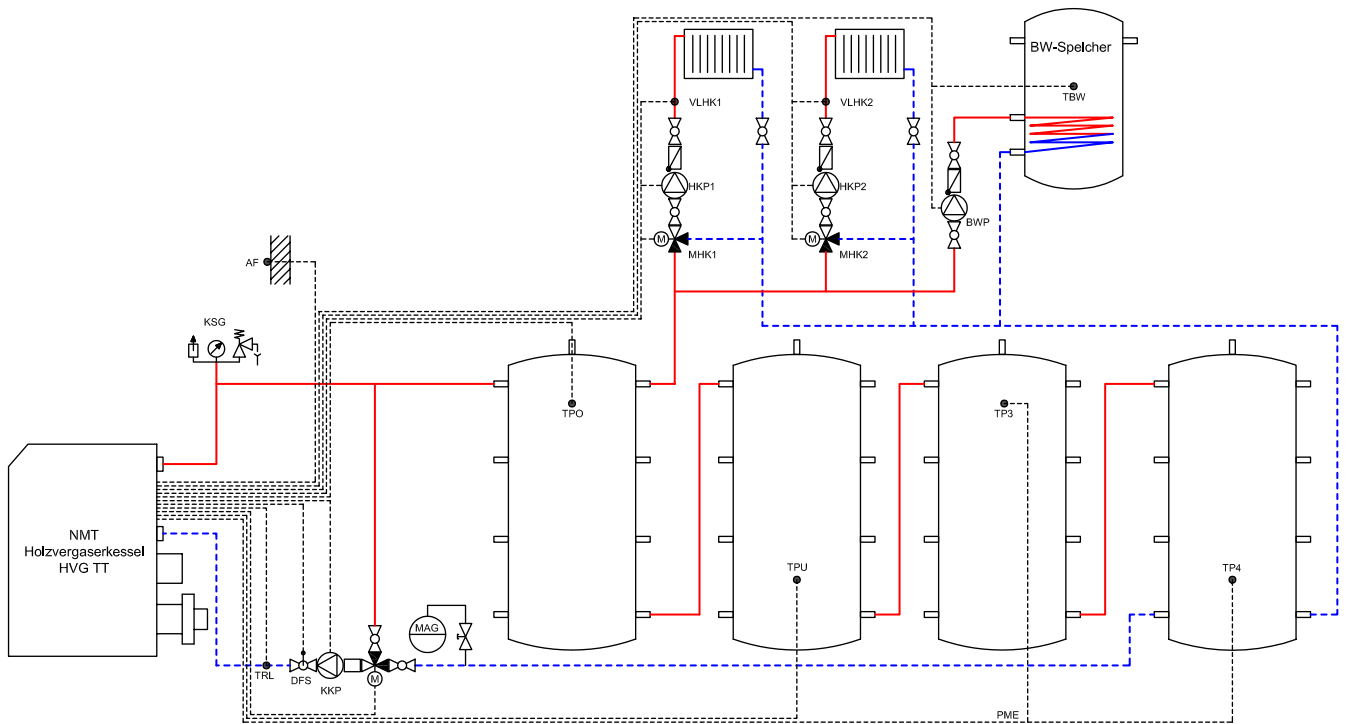 BW-Speicher
TBW
VLHK1
VLHK2
HKP1
HKP2
BWP
M
MHK1
M
MHK2
AF
KSG
TPO
TP3
NMT
Holzvergaserkessel
HVG TT
TPU
TP4
MAG
TRL
DFS
KKP
M
PME